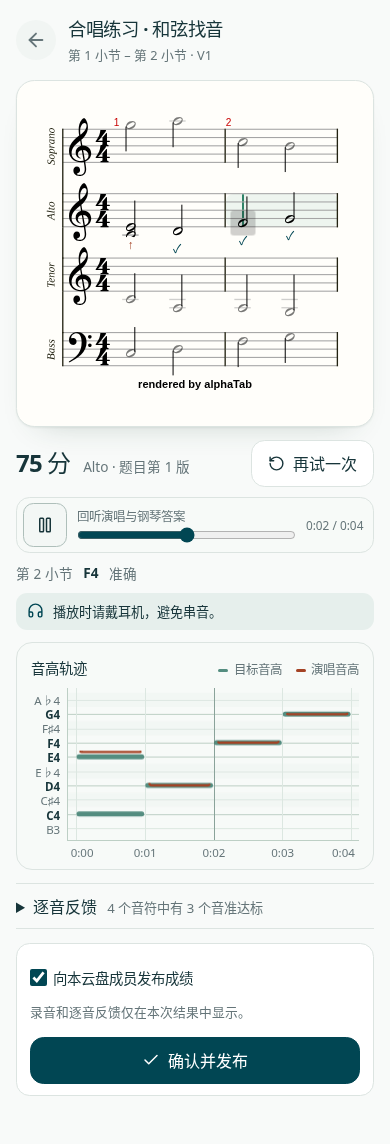 合唱练习 · 和弦找音
第 1 小节 – 第 2 小节 · V1
1
2
Soprano
Alto
Tenor
Bass
rendered by alphaTab
75 分
Alto · 题目第 1 版
再试一次
回听演唱与钢琴答案
0:02 / 0:04
第 2 小节 F4 准确
播放时请戴耳机，避免串音。
音高轨迹
目标音高
演唱音高
A♭4
G4
F♯4
F4
E4
E♭4
D4
C♯4
C4
B3
0:00
0:01
0:02
0:03
0:04
逐音反馈 4 个音符中有 3 个音准达标
向本云盘成员发布成绩
录音和逐音反馈仅在本次结果中显示。
确认并发布